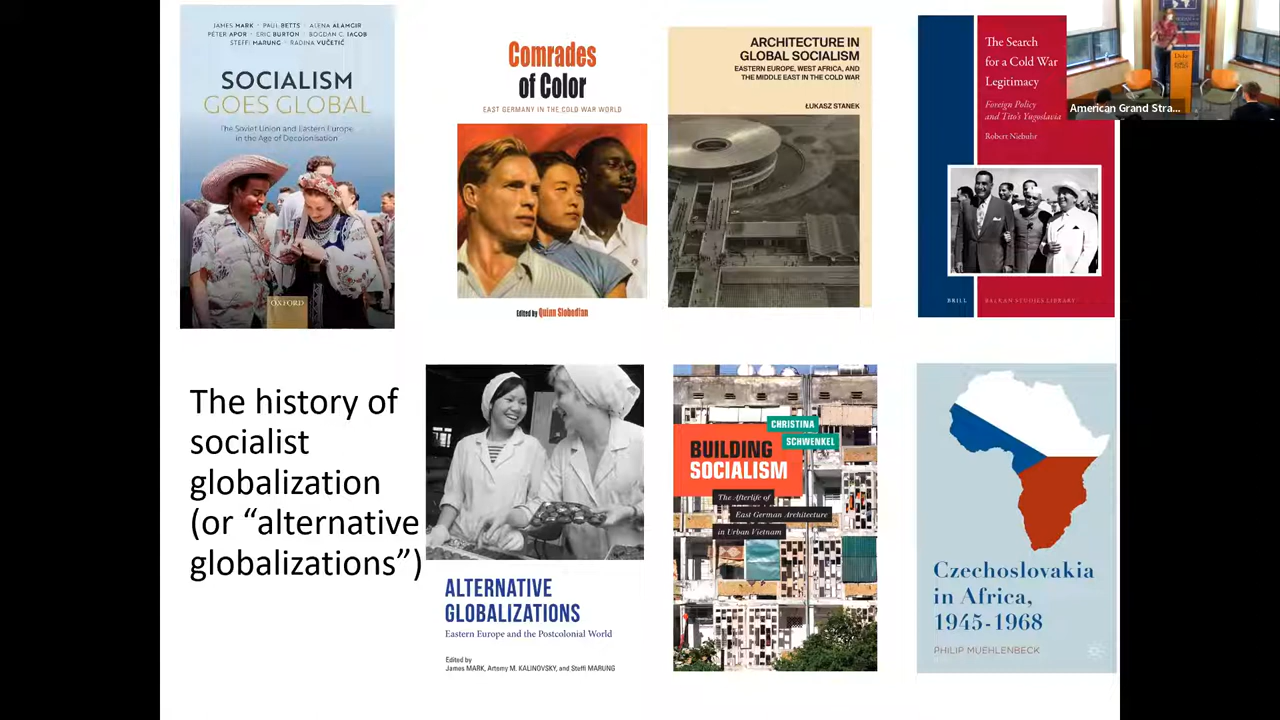 JAMES MARK · PAUL BETTS · ALENA ALAMGIR
PÉTER APOR · ERIC BURTON · BOGDAN C. IACOB
STEFFI MARUNG · RADINA VUČETIĆ
SOCIALISM
GOES GLOBAL
The Soviet Union and Eastern Europe
in the Age of Decolonisation
OXFORD
Comrades
of Color
EAST GERMANY IN THE COLD WAR WORLD
Edited by Quinn Slobodian
ARCHITECTURE IN
GLOBAL SOCIALISM
EASTERN EUROPE, WEST AFRICA, AND
THE MIDDLE EAST IN THE COLD WAR
ŁUKASZ STANEK
The Search
for a Cold War
Legitimacy
Foreign Policy
and Tito's Yugoslavia
Robert Niebuhr
BRILL
BALKAN STUDIES LIBRARY
Duke
American Grand Stra...
The history of
socialist
globalization
(or “alternative
globalizations”)
ALTERNATIVE
GLOBALIZATIONS
Eastern Europe and the Postcolonial World
Edited by
James MARK, Artemy M. KALINOVSKY, and Steffi MARUNG
CHRISTINA
SCHWENKEL
BUILDING
SOCIALISM
The Afterlife of
East German Architecture
in Urban Vietnam
Czechoslovakia
in Africa,
1945-1968
PHILIP MUEHLENBECK